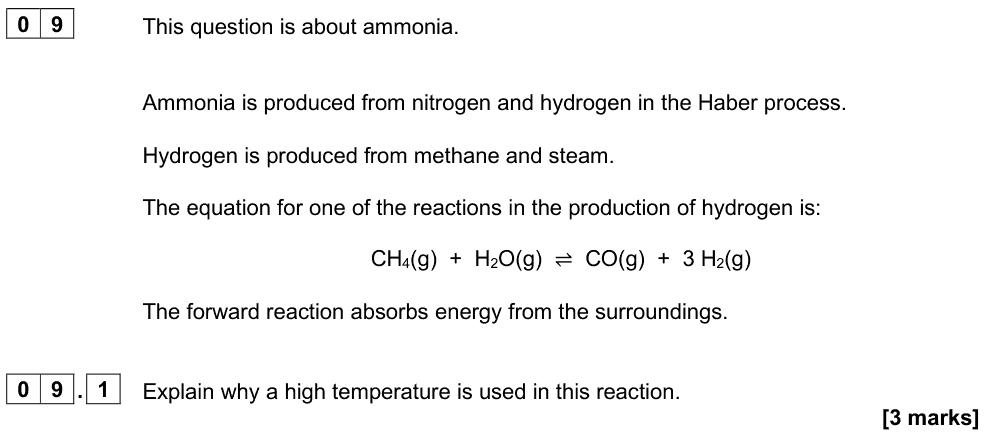 0 9 This question is about ammonia.
Ammonia is produced from nitrogen and hydrogen in the Haber process.
Hydrogen is produced from methane and steam.
The equation for one of the reactions in the production of hydrogen is:
CH₄(g) + H₂O(g) ⇌ CO(g) + 3 H₂(g)
The forward reaction absorbs energy from the surroundings.
0 9 . 1 Explain why a high temperature is used in this reaction.
[3 marks]